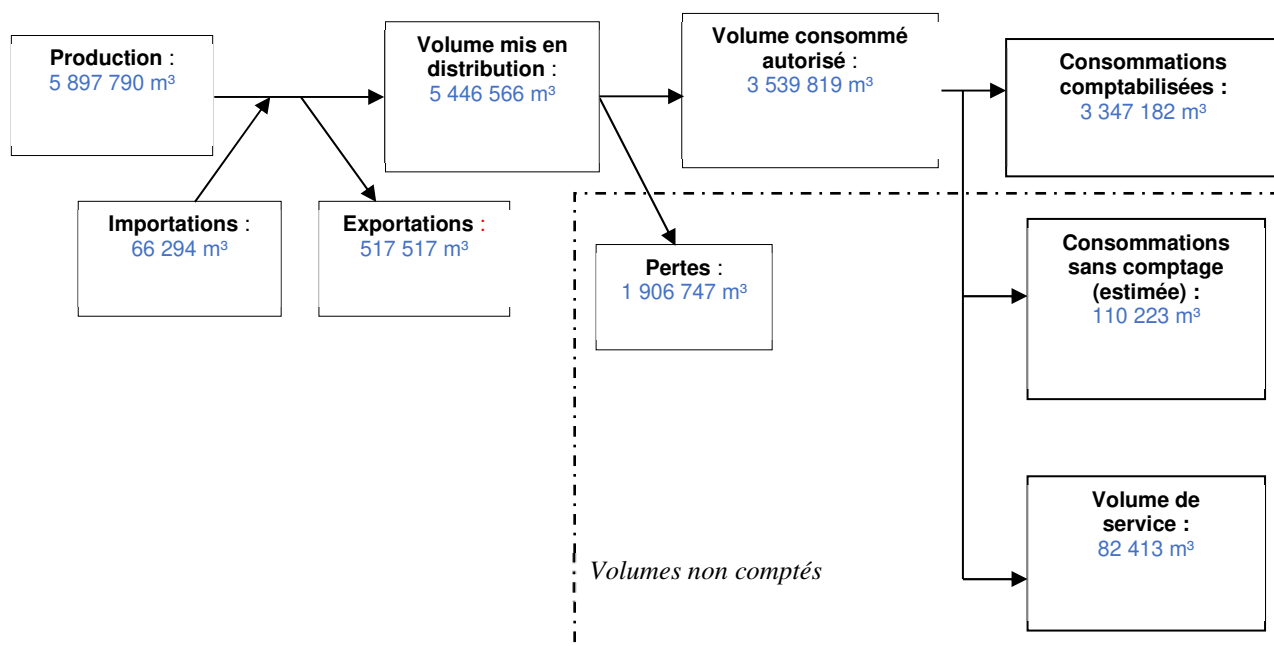 Production :
5 897 790 m³
Volume mis en
distribution :
5 446 566 m³
Volume consommé
autorisé :
3 539 819 m³
Consommations
comptabilisées :
3 347 182 m³
Importations :
66 294 m³
Exportations :
517 517 m³
Pertes :
1 906 747 m³
Consommations
sans comptage
(estimée) :
110 223 m³
Volume de
service :
82 413 m³
Volumes non comptés